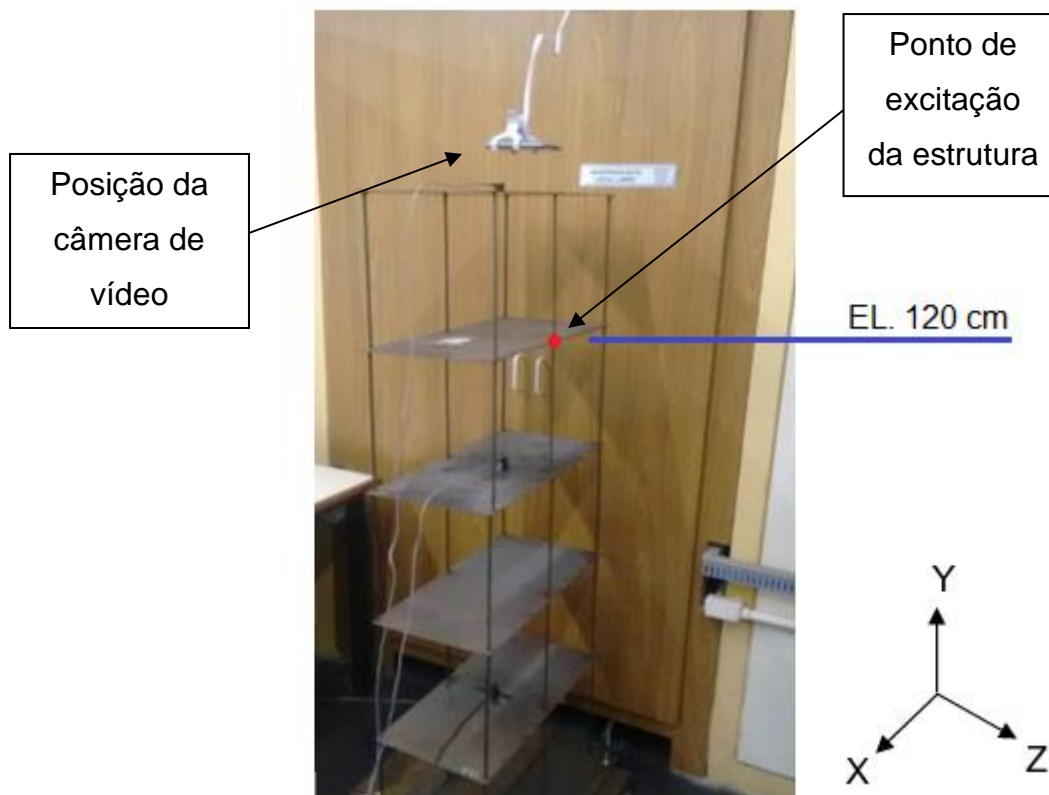 Ponto de
excitação
da estrutura
Posição da
câmera de
vídeo
EL. 120 cm
Y
X
Z